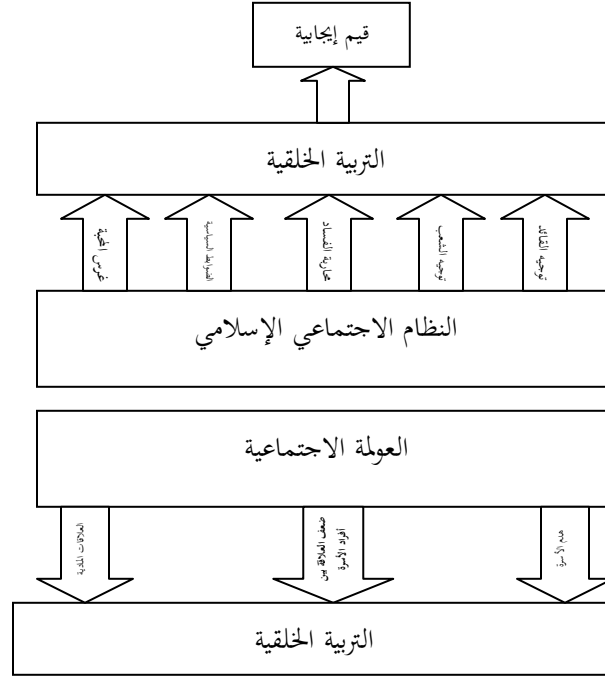 قيم إيجابية
التربية الخلقية
توجيه القائد
توجيه الشعب
محاربة الفساد
الضوابط السياسية
غرس المحبة
النظام الاجتماعي الإسلامي
العولمة الاجتماعية
هدم الأسرة
ضعف العلاقة بين
أفراد الأسرة
العلاقات المادية
التربية الخلقية